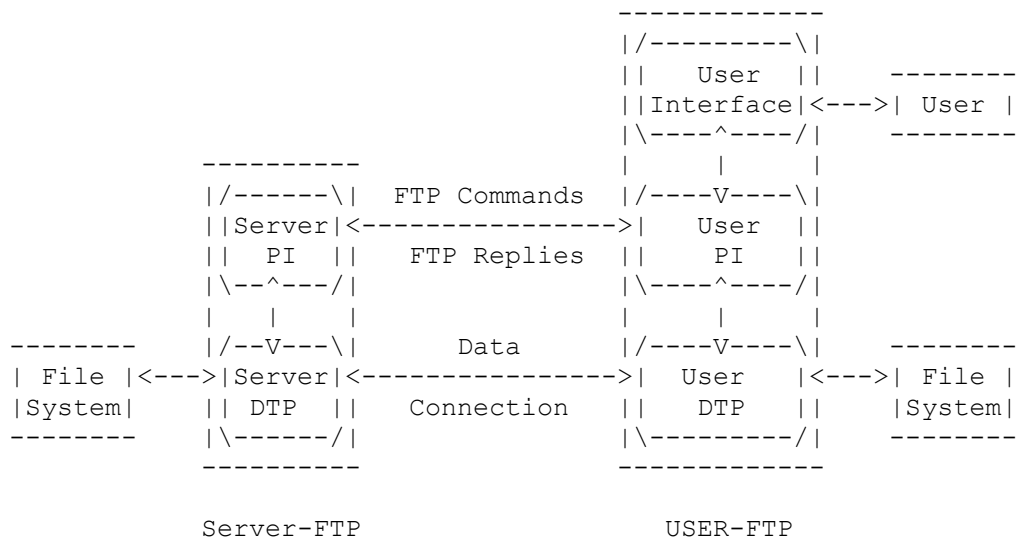 -------------
|/---------\|
||   User  ||    --------
||Interface|<--->| User |
|\----^----/|    --------
----------                |     |     |
|/------\|  FTP Commands  |/----V----\|
||Server|<---------------->|   User  ||
||  PI  ||   FTP Replies  ||    PI   ||
|\--^---/|                |\----^----/|
|   |    |                |     |     |
--------    |/--V---\|      Data      |/----V----\|    --------
| File |<--->|Server|<---------------->|  User   |<--->| File |
|System|    || DTP  ||   Connection   ||   DTP   ||    |System|
--------    |\------/|                |\---------/|    --------
----------                -------------
Server-FTP                   USER-FTP